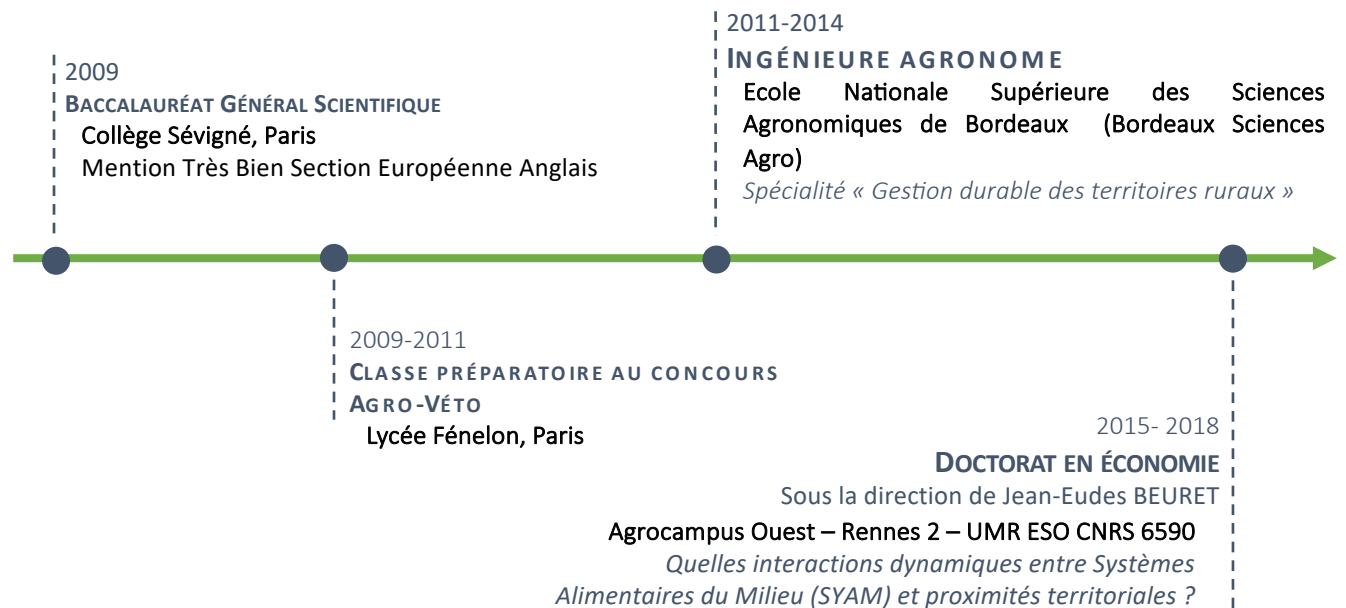 2009
BACCALAURÉAT GÉNÉRAL SCIENTIFIQUE
Collège Sévigné, Paris
Mention Très Bien Section Européenne Anglais
2011-2014
INGÉNIEURE AGRONOME
Ecole Nationale Supérieure des Sciences
Agronomiques de Bordeaux (Bordeaux Sciences
Agro)
Spécialité « Gestion durable des territoires ruraux »
2009-2011
CLASSE PRÉPARATOIRE AU CONCOURS
AGRO-VÉTO
Lycée Fénelon, Paris
2015- 2018
DOCTORAT EN ÉCONOMIE
Sous la direction de Jean-Eudes BEURET
Agrocampus Ouest – Rennes 2 – UMR ESO CNRS 6590
Quelles interactions dynamiques entre Systèmes
Alimentaires du Milieu (SYAM) et proximités territoriales ?